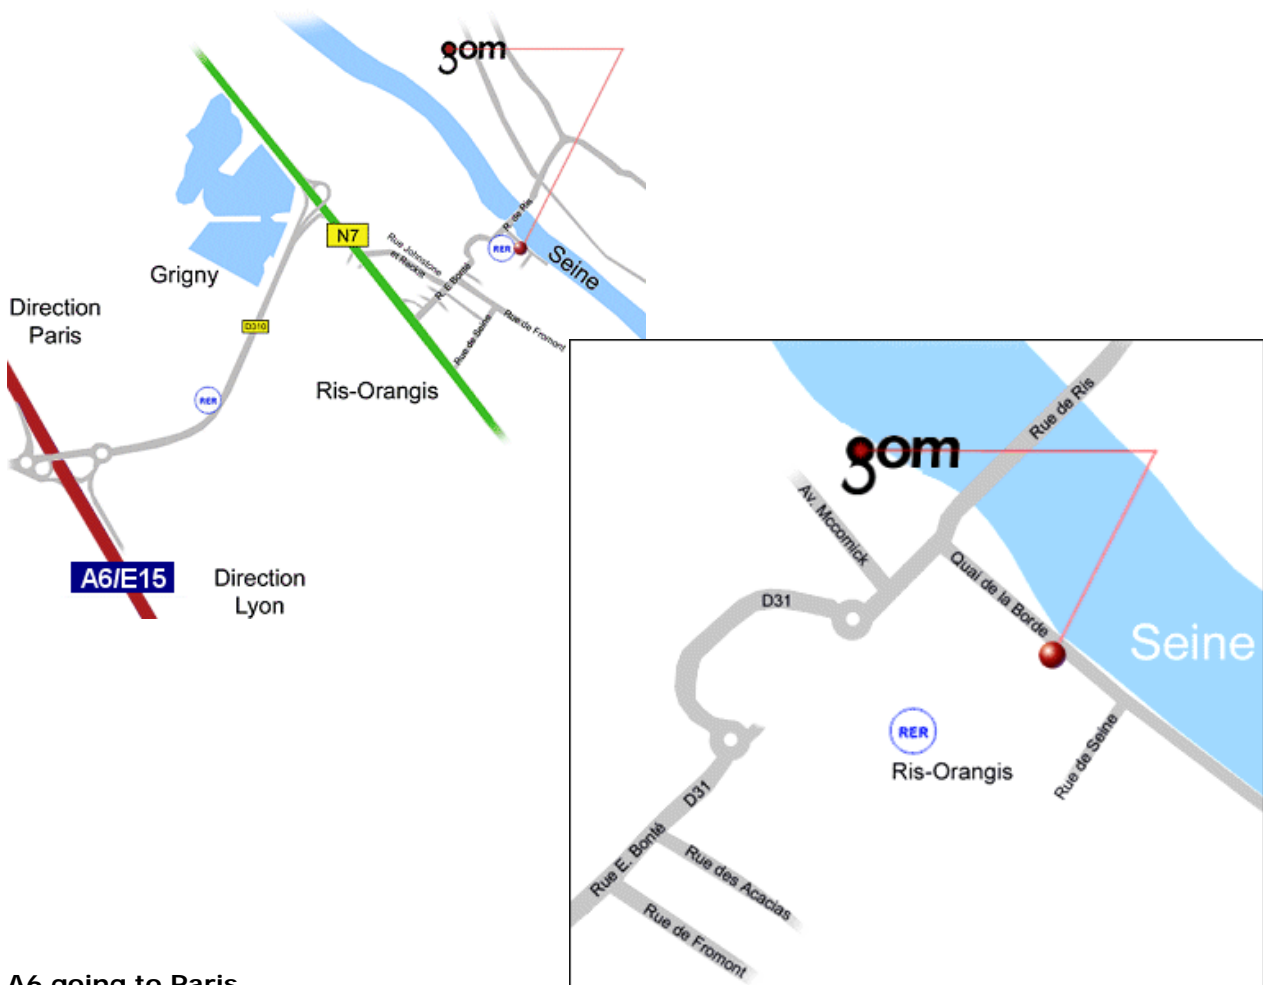 gom
R. de Ris
N7
RER
Seine
Rue Johnstone
et Reckitt
R. E.Bonté
Grigny
Direction
Paris
D310
Rue de Seine
Rue de Fromont
Ris-Orangis
RER
A6/E15
Direction
Lyon
Rue de Ris
gom
Av. Mccornick
Quai de la Borde
D31
Seine
RER
Ris-Orangis
Rue de Seine
D31
Rue E. Bonté
Rue des Acacias
Rue de Fromont
A6 going to Paris